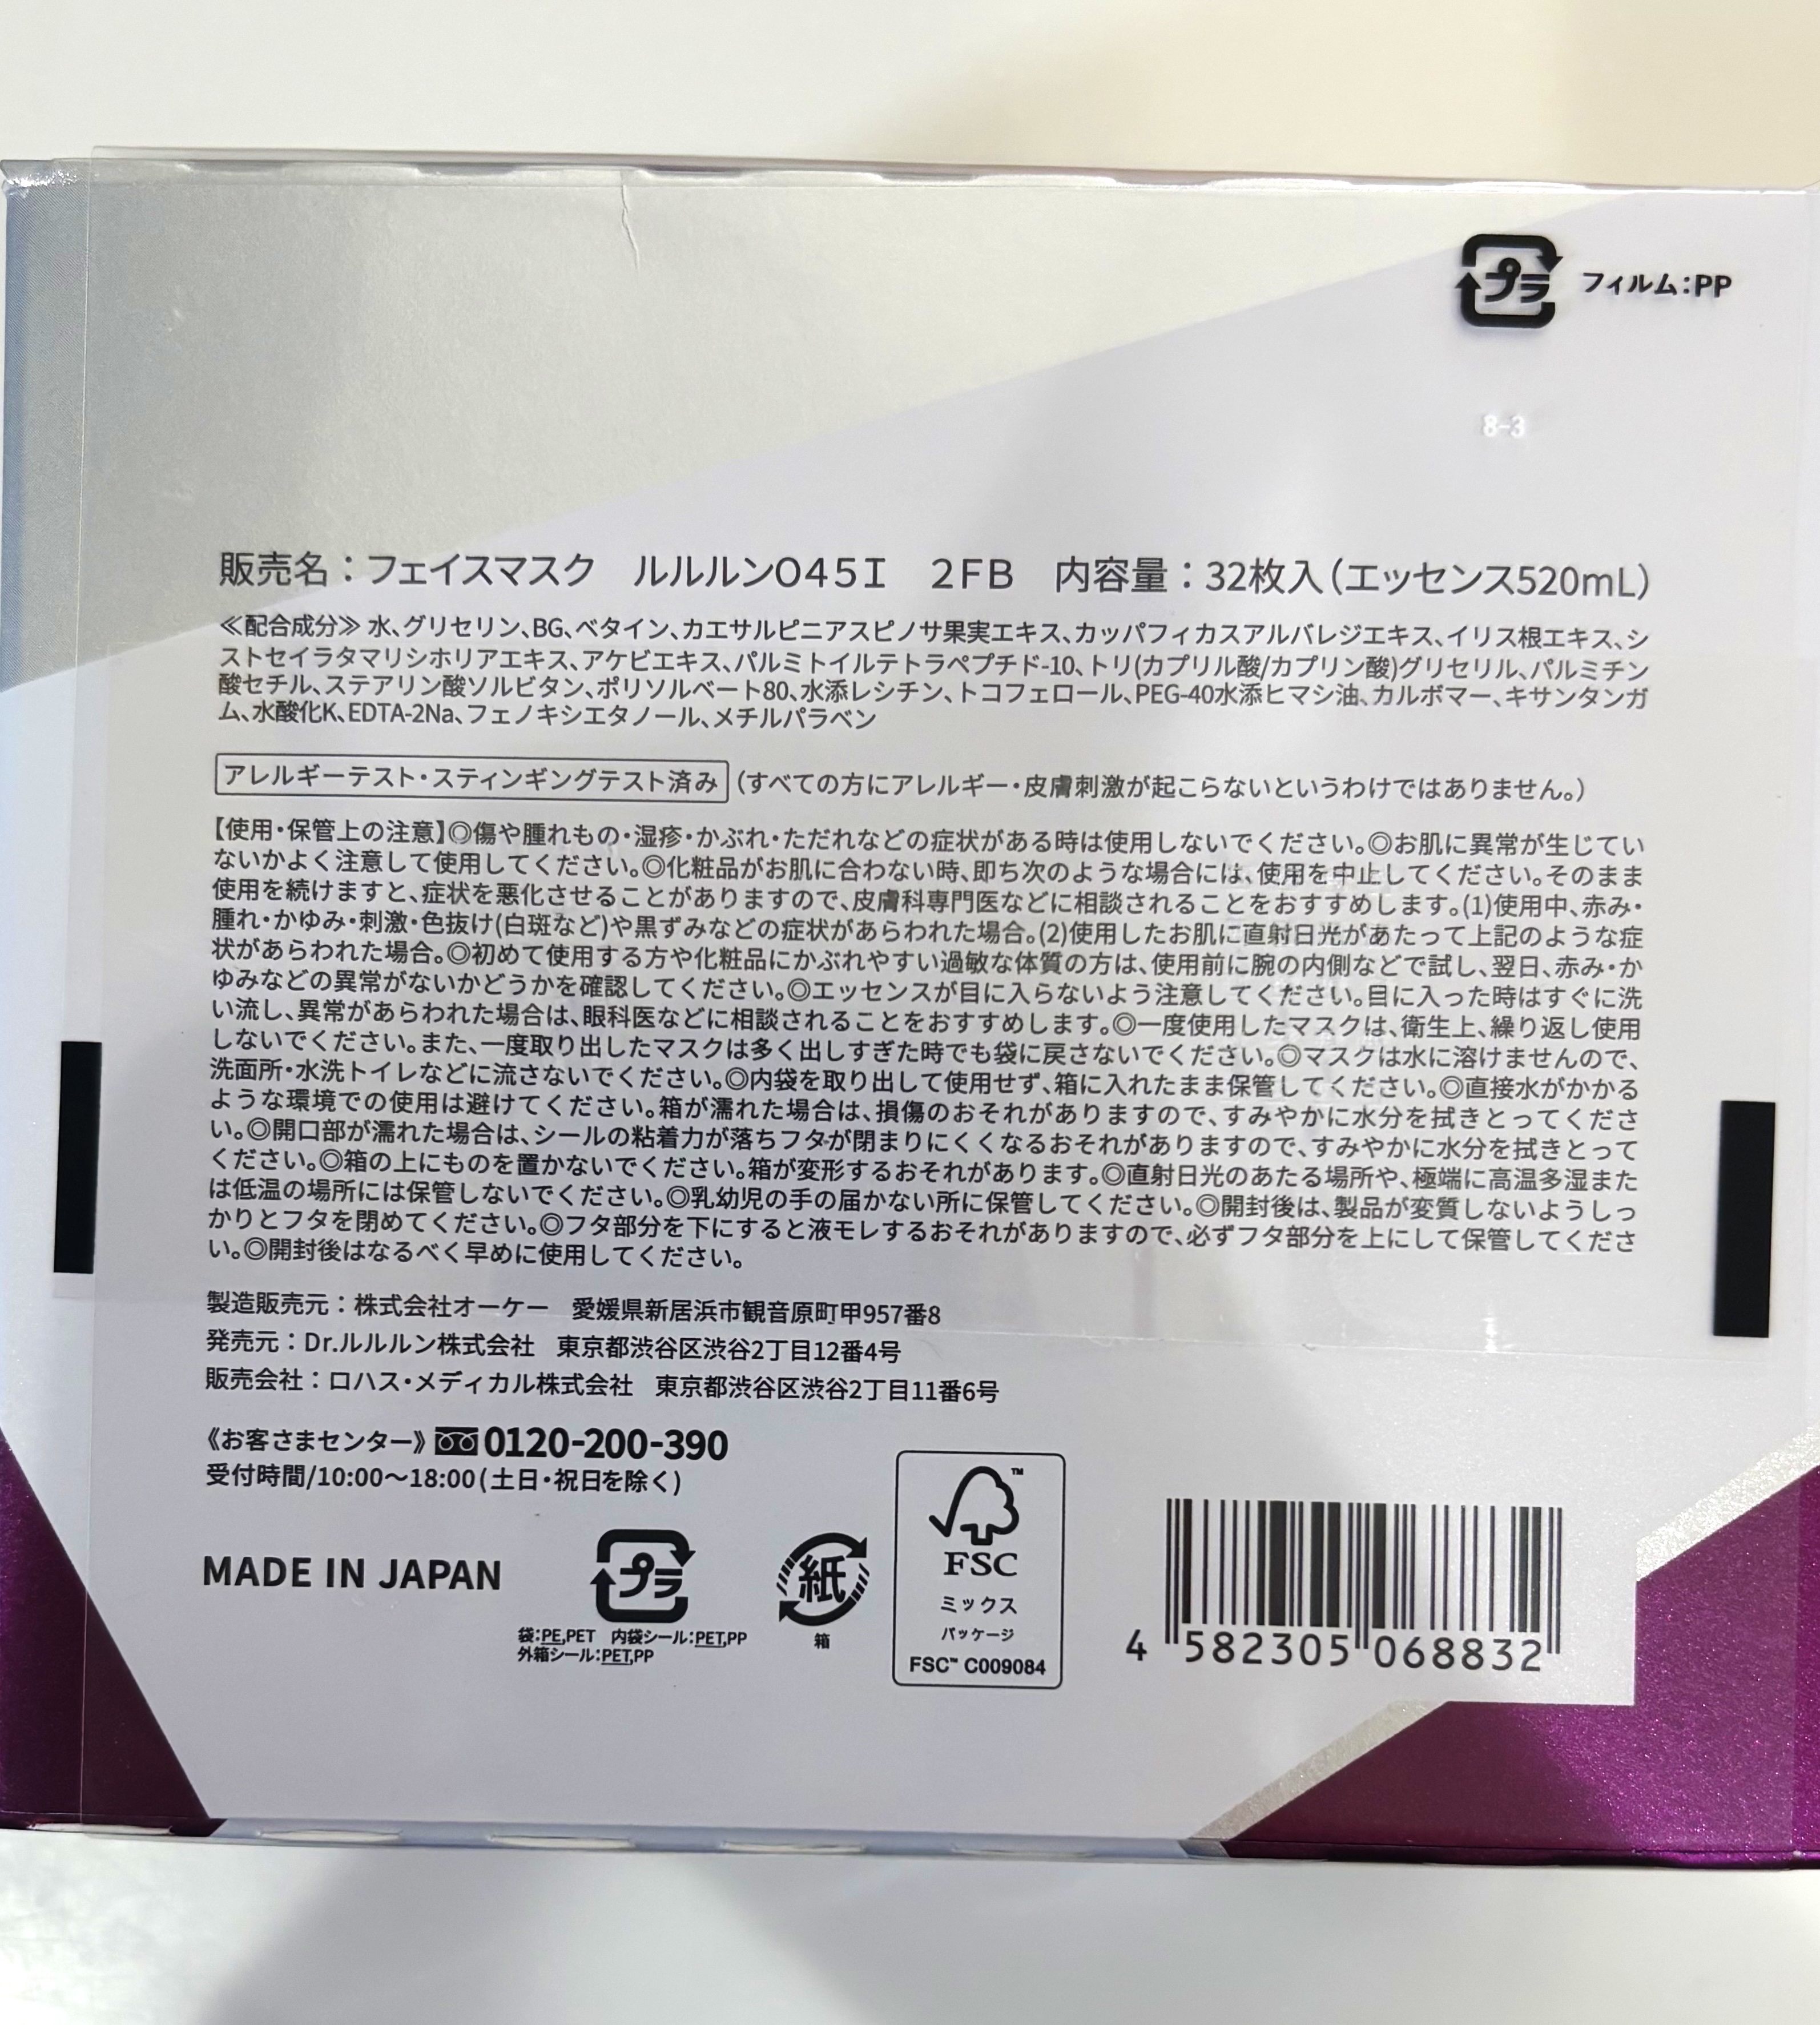 プラ フィルム:PP
8-3
販売名：フェイスマスク　ルルルンO45I　2FB　内容量：32枚入(エッセンス520mL)
≪配合成分≫水、グリセリン、BG、ベタイン、カエサルピニアスピノサ果実エキス、カッパフィカスアルバレジエキス、イリス根エキス、シ
ストセイラタマリシホリアエキス、アケビエキス、パルミトイルテトラペプチド-10、トリ(カプリル酸/カプリン酸)グリセリル、パルミチン
酸セチル、ステアリン酸ソルビタン、ポリソルベート80、水添レシチン、トコフェロール、PEG-40水添ヒマシ油、カルボマー、キサンタンガ
ム、水酸化K、EDTA-2Na、フェノキシエタノール、メチルパラベン
アレルギーテスト・スティンギングテスト済み(すべての方にアレルギー・皮膚刺激が起こらないというわけではありません。)
【使用・保管上の注意】◎傷や腫れもの・湿疹・かぶれ・ただれなどの症状がある時は使用しないでください。◎お肌に異常が生じてい
ないかよく注意して使用してください。◎化粧品がお肌に合わない時、即ち次のような場合には、使用を中止してください。そのまま
使用を続けますと、症状を悪化させることがありますので、皮膚科専門医などに相談されることをおすすめします。(1)使用中、赤み・
腫れ・かゆみ・刺激・色抜け(白斑など)や黒ずみなどの症状があらわれた場合。(2)使用したお肌に直射日光があたって上記のような症
状があらわれた場合。◎初めて使用する方や化粧品にかぶれやすい過敏な体質の方は、使用前に腕の内側などで試し、翌日、赤み・か
ゆみなどの異常がないかどうかを確認してください。◎エッセンスが目に入らないよう注意してください。目に入った時はすぐに洗
い流し、異常があらわれた場合は、眼科医などに相談されることをおすすめします。◎一度使用したマスクは、衛生上、繰り返し使用
しないでください。また、一度取り出したマスクは多く出しすぎた時でも袋に戻さないでください。◎マスクは水に溶けませんので、
洗面所・水洗トイレなどに流さないでください。◎内袋を取り出して使用せず、箱に入れたまま保管してください。◎直接水がかかる
ような環境での使用は避けてください。箱が濡れた場合は、損傷のおそれがありますので、すみやかに水分を拭きとってくださ
い。◎開口部が濡れた場合は、シールの粘着力が落ちフタが閉まりにくくなるおそれがありますので、すみやかに水分を拭きとって
ください。◎箱の上にものを置かないでください。箱が変形するおそれがあります。◎直射日光のあたる場所や、極端に高温多湿また
は低温の場所には保管しないでください。◎乳幼児の手の届かない所に保管してください。◎開封後は、製品が変質しないようしっ
かりとフタを閉めてください。◎フタ部分を下にすると液モレするおそれがありますので、必ずフタ部分を上にして保管してくださ
い。◎開封後はなるべく早めに使用してください。
製造販売元：株式会社オーケー　愛媛県新居浜市観音原町甲957番8
発売元：Dr.ルルルン株式会社　東京都渋谷区渋谷2丁目12番4号
販売会社：ロハス・メディカル株式会社　東京都渋谷区渋谷2丁目11番6号
《お客さまセンター》0120-200-390
受付時間/10:00〜18:00(土日・祝日を除く)
MADE IN JAPAN
プラ
袋:PE,PET　内袋シール:PET,PP
外箱シール:PET,PP
紙
箱
FSC™
ミックス
パッケージ
FSC™ C009084
4 582305 068832